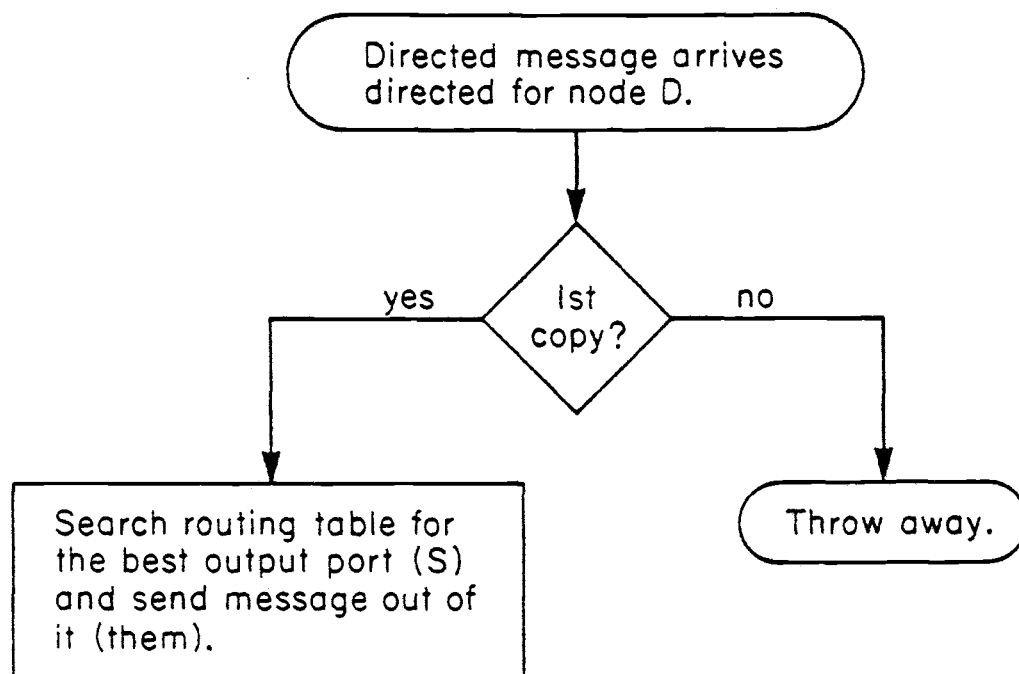 Directed message arrives
directed for node D.
yes
1st
copy?
no
Search routing table for
the best output port (S)
and send message out of
it (them).
Throw away.